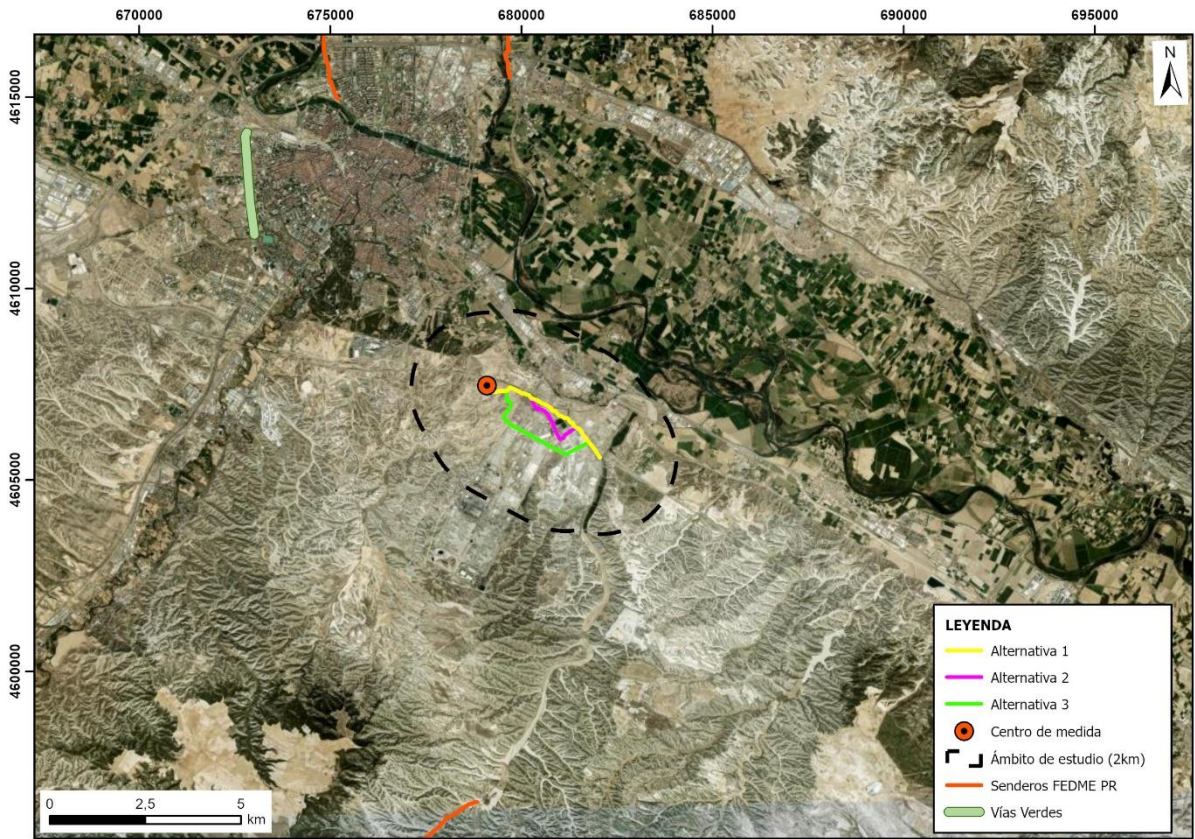 670000 675000 680000 685000 690000 695000
4615000
4610000
4605000
4600000
N
LEYENDA
Alternativa 1
Alternativa 2
Alternativa 3
Centro de medida
Ámbito de estudio (2km)
Senderos FEDME PR
Vías Verdes
0 2,5 5
km